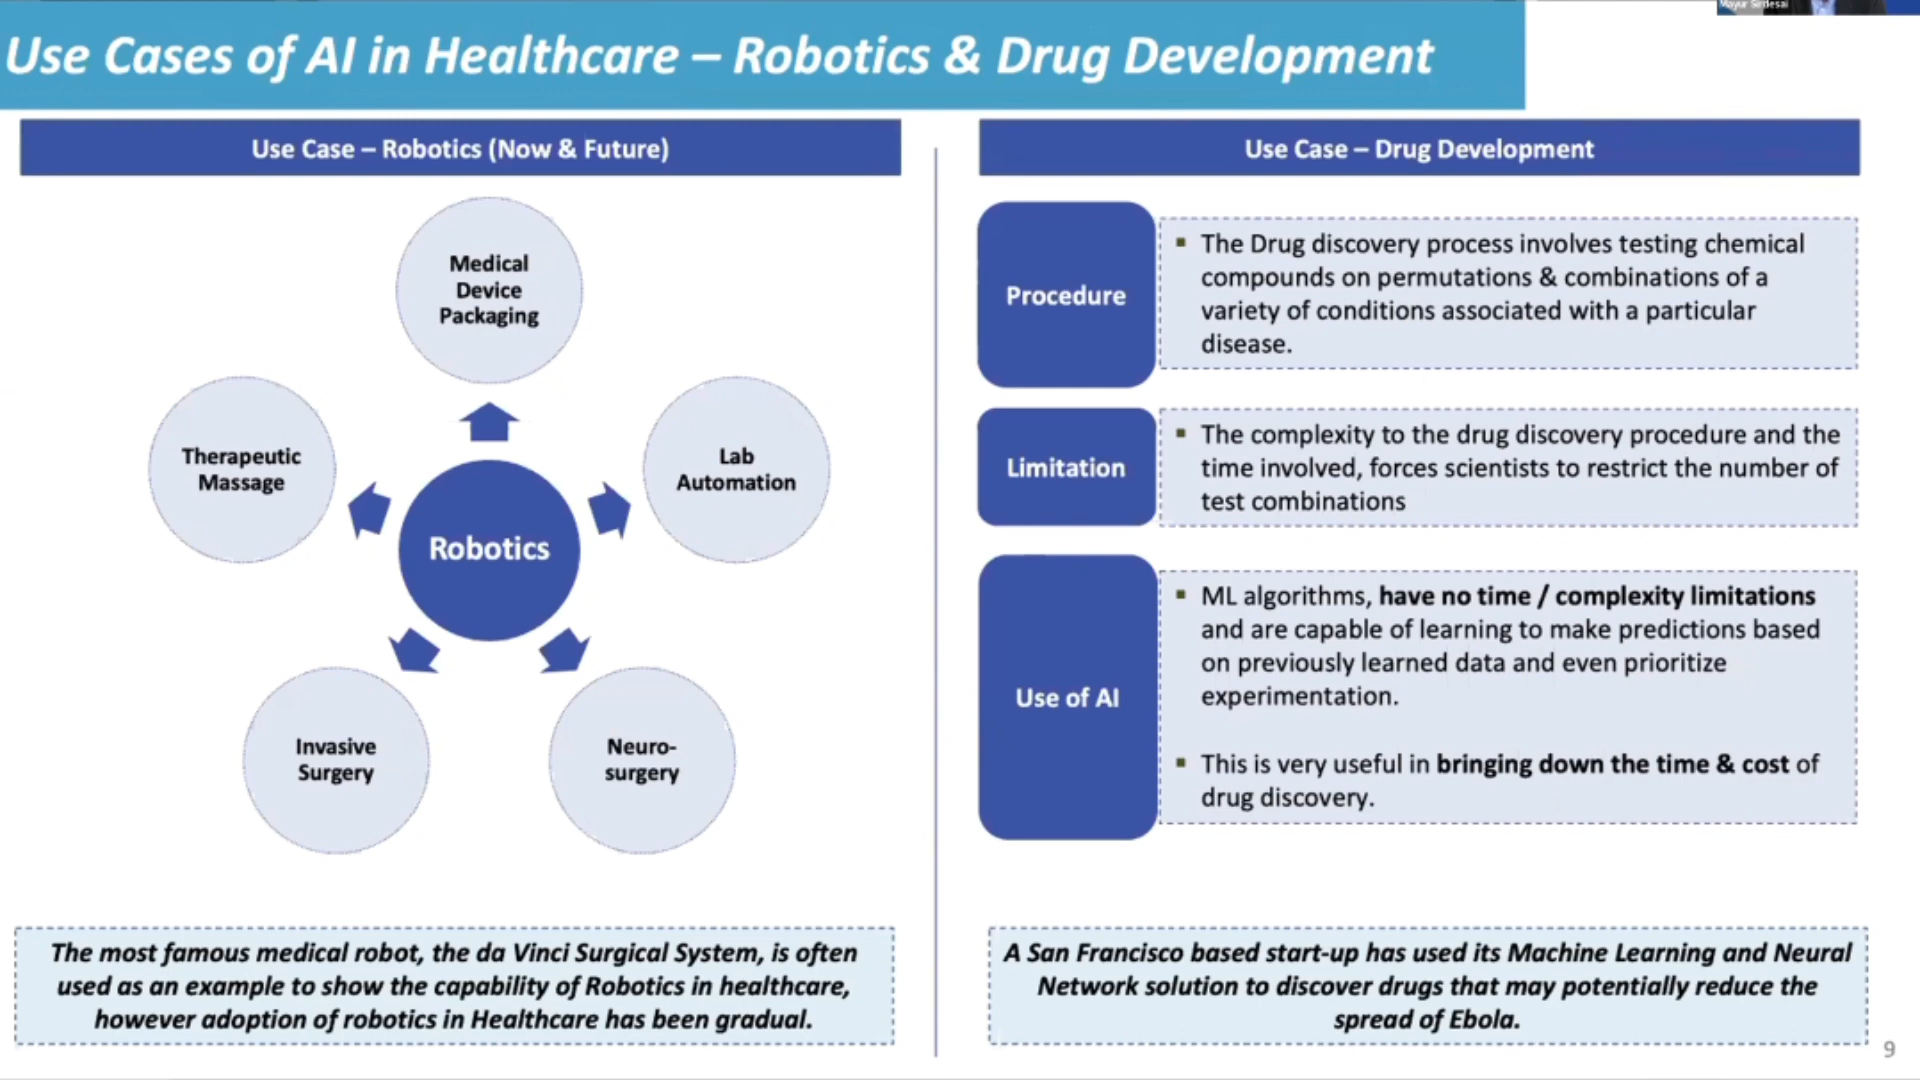 Mayur Sirdesai
Use Cases of AI in Healthcare – Robotics & Drug Development
Use Case – Robotics (Now & Future)
Medical
Device
Packaging
Therapeutic
Massage
Lab
Automation
Robotics
Invasive
Surgery
Neuro-
surgery
The most famous medical robot, the da Vinci Surgical System, is often
used as an example to show the capability of Robotics in healthcare,
however adoption of robotics in Healthcare has been gradual.
Use Case – Drug Development
Procedure
▪ The Drug discovery process involves testing chemical
compounds on permutations & combinations of a
variety of conditions associated with a particular
disease.
Limitation
▪ The complexity to the drug discovery procedure and the
time involved, forces scientists to restrict the number of
test combinations
Use of AI
▪ ML algorithms, have no time / complexity limitations
and are capable of learning to make predictions based
on previously learned data and even prioritize
experimentation.
▪ This is very useful in bringing down the time & cost of
drug discovery.
A San Francisco based start-up has used its Machine Learning and Neural
Network solution to discover drugs that may potentially reduce the
spread of Ebola.
9